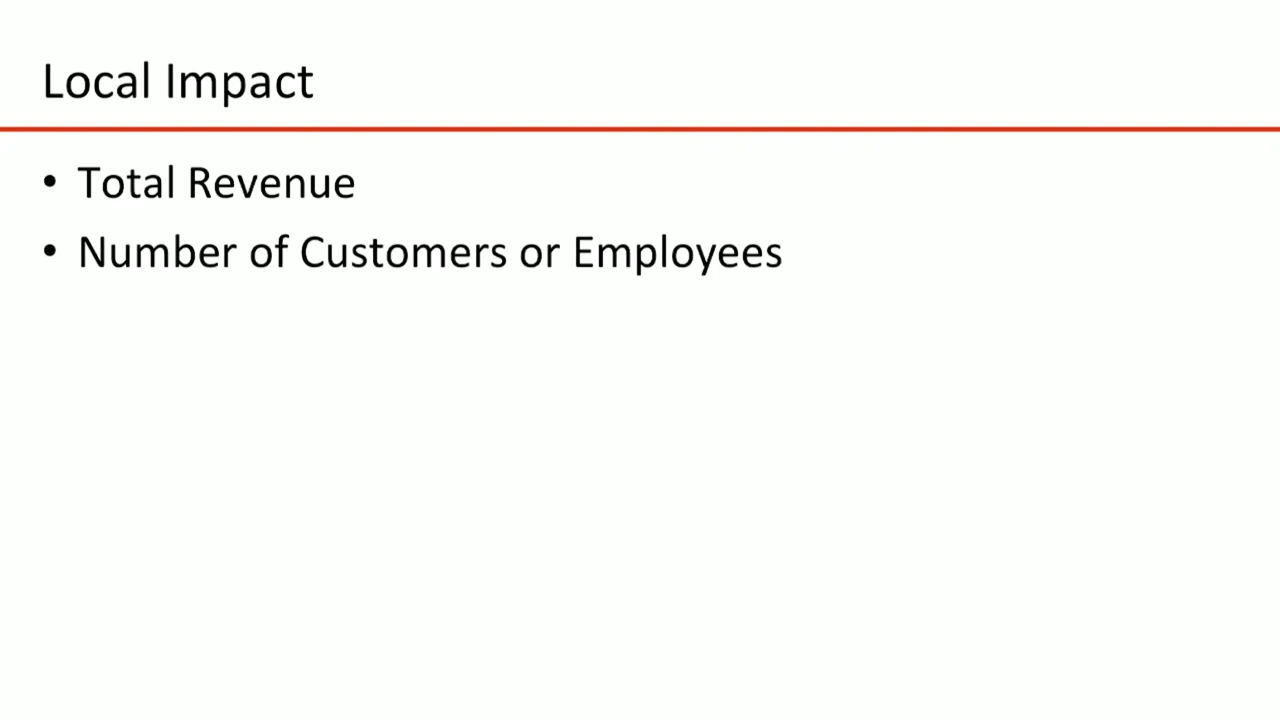 Local Impact
• Total Revenue
• Number of Customers or Employees